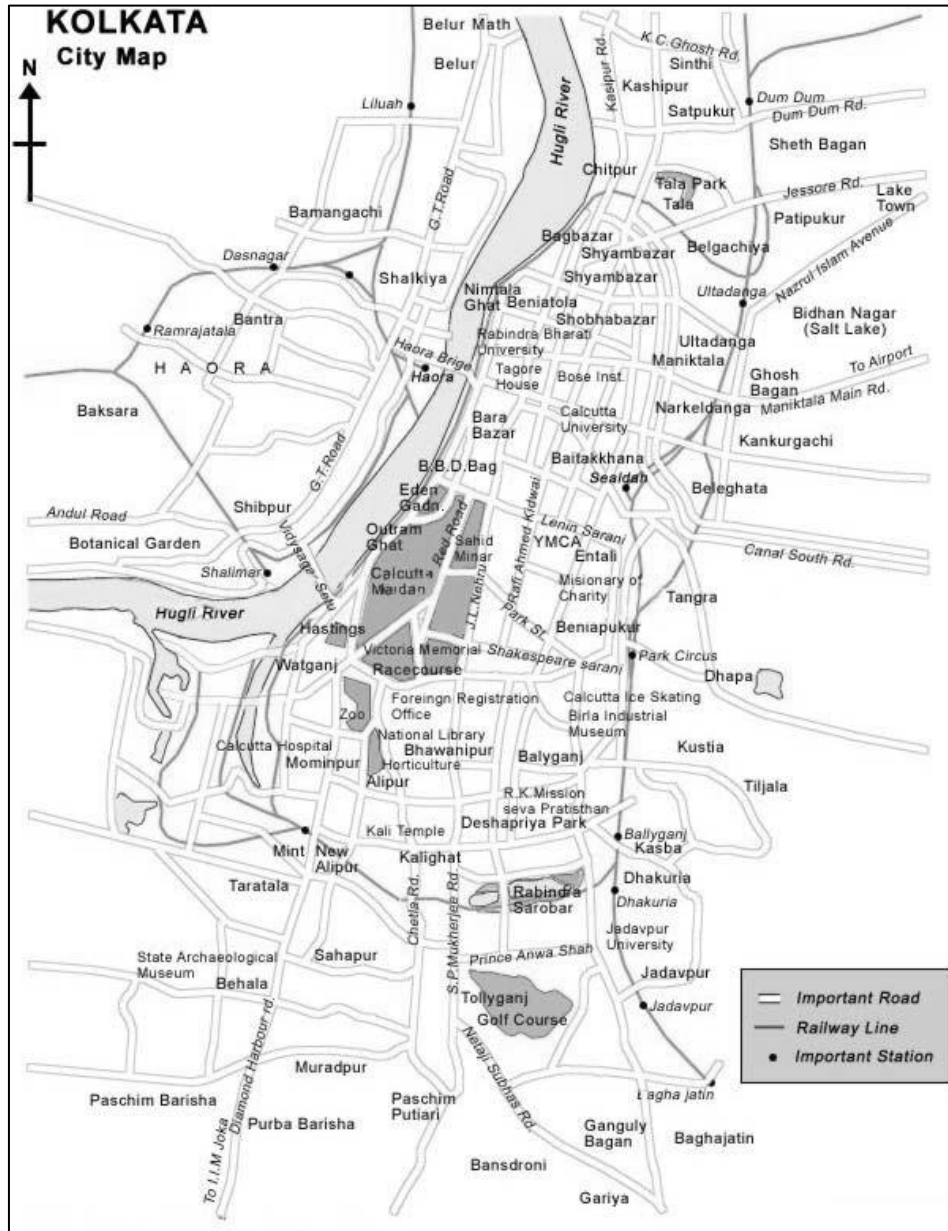 KOLKATA
City Map
N
Belur Math
Belur
Liluah
Hugli River
Kasipur Rd.
K.C.Ghosh Rd.
Sinthi
Kashipur
Satpukur
Dum Dum
Dum Dum Rd.
Sheth Bagan
Chitpur
Tala Park
Tala
Jessore Rd.
Lake
Town
Patipukur
G.T.Road
Bamangachi
Bagbazar
Shyambazar
Belgachiya
Nazrul Islam Avenue
Dasnagar
Shalkiya
Nimtala
Ghat
Beniatola
Shyambazar
Ultadanga
Bidhan Nagar
(Salt Lake)
Ramrajatala
Bantra
Shobhabazar
Rabindra Bharati
University
Ultadanga
Maniktala
HAORA
Haora Brige
Haora
Tagore
House
Bose Inst.
Ghosh
Bagan
To Airport
Maniktala Main Rd.
Baksara
Bara
Bazar
Calcutta
University
Narkeldanga
Kankurgachi
G.T.Road
B.B.D.Bag
Baitakkhana
Sealdah
Beleghata
Eden
Gadn.
Shibpur
Andul Road
Botanical Garden
Outram
Ghat
Red Road
Sahid
Minar
Rafi Ahmed Kidwai
Lenin Sarani
YMCA
Entali
Canal South Rd.
Vidysagar Setu
Shalimar
Calcutta
Maidan
J.L.Nehru
Misionary of
Charity
Tangra
Hugli River
Park St.
Hastings
Beniapukur
Victoria Memorial
Shakespeare sarani
Park Circus
Watganj
Racecourse
Dhapa
Zoo
Foreingn Registration
Office
Calcutta Ice Skating
Birla Industrial
Museum
National Library
Calcutta Hospital
Bhawanipur
Kustia
Mominpur
Horticulture
Balyganj
Alipur
Tiljala
R.K.Mission
seva Pratisthan
Deshapriya Park
Kali Temple
Ballyganj
Kasba
Mint
New
Alipur
Kalighat
Taratala
Chetla Rd.
S.P.Mukherjee Rd.
Rabindra
Sarobar
Dhakuria
Dhakuria
Jadavpur
University
State Archaeological
Museum
Sahapur
Prince Anwa Shah
Behala
Jadavpur
Tollyganj
Golf Course
Jadavpur
Important Road
Railway Line
Important Station
Diamond Harbour rd.
Muradpur
Netaji Subhas Rd.
Paschim Barisha
Paschim
Putiari
Bagha jatin
Purba Barisha
Ganguly
Bagan
Baghajatin
To I.I.M Joka
Bansdroni
Gariya